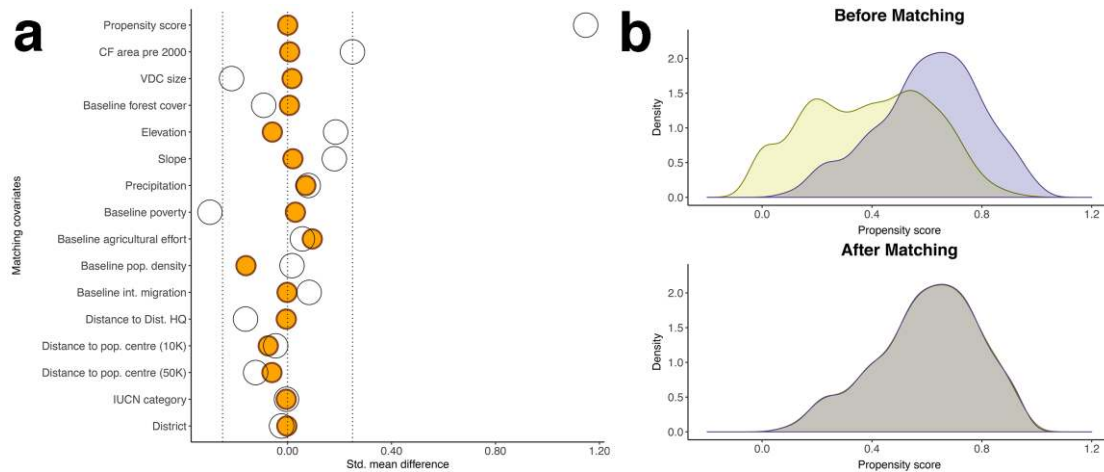 a
Matching covariates
Propensity score
CF area pre 2000
VDC size
Baseline forest cover
Elevation
Slope
Precipitation
Baseline poverty
Baseline agricultural effort
Baseline pop. density
Baseline int. migration
Distance to Dist. HQ
Distance to pop. centre (10K)
Distance to pop. centre (50K)
IUCN category
District
0.00 0.40 0.80 1.20
Std. mean difference
b
Before Matching
Density
2.0
1.5
1.0
0.5
0.0
0.0 0.4 0.8 1.2
Propensity score
After Matching
Density
2.0
1.5
1.0
0.5
0.0
0.0 0.4 0.8 1.2
Propensity score